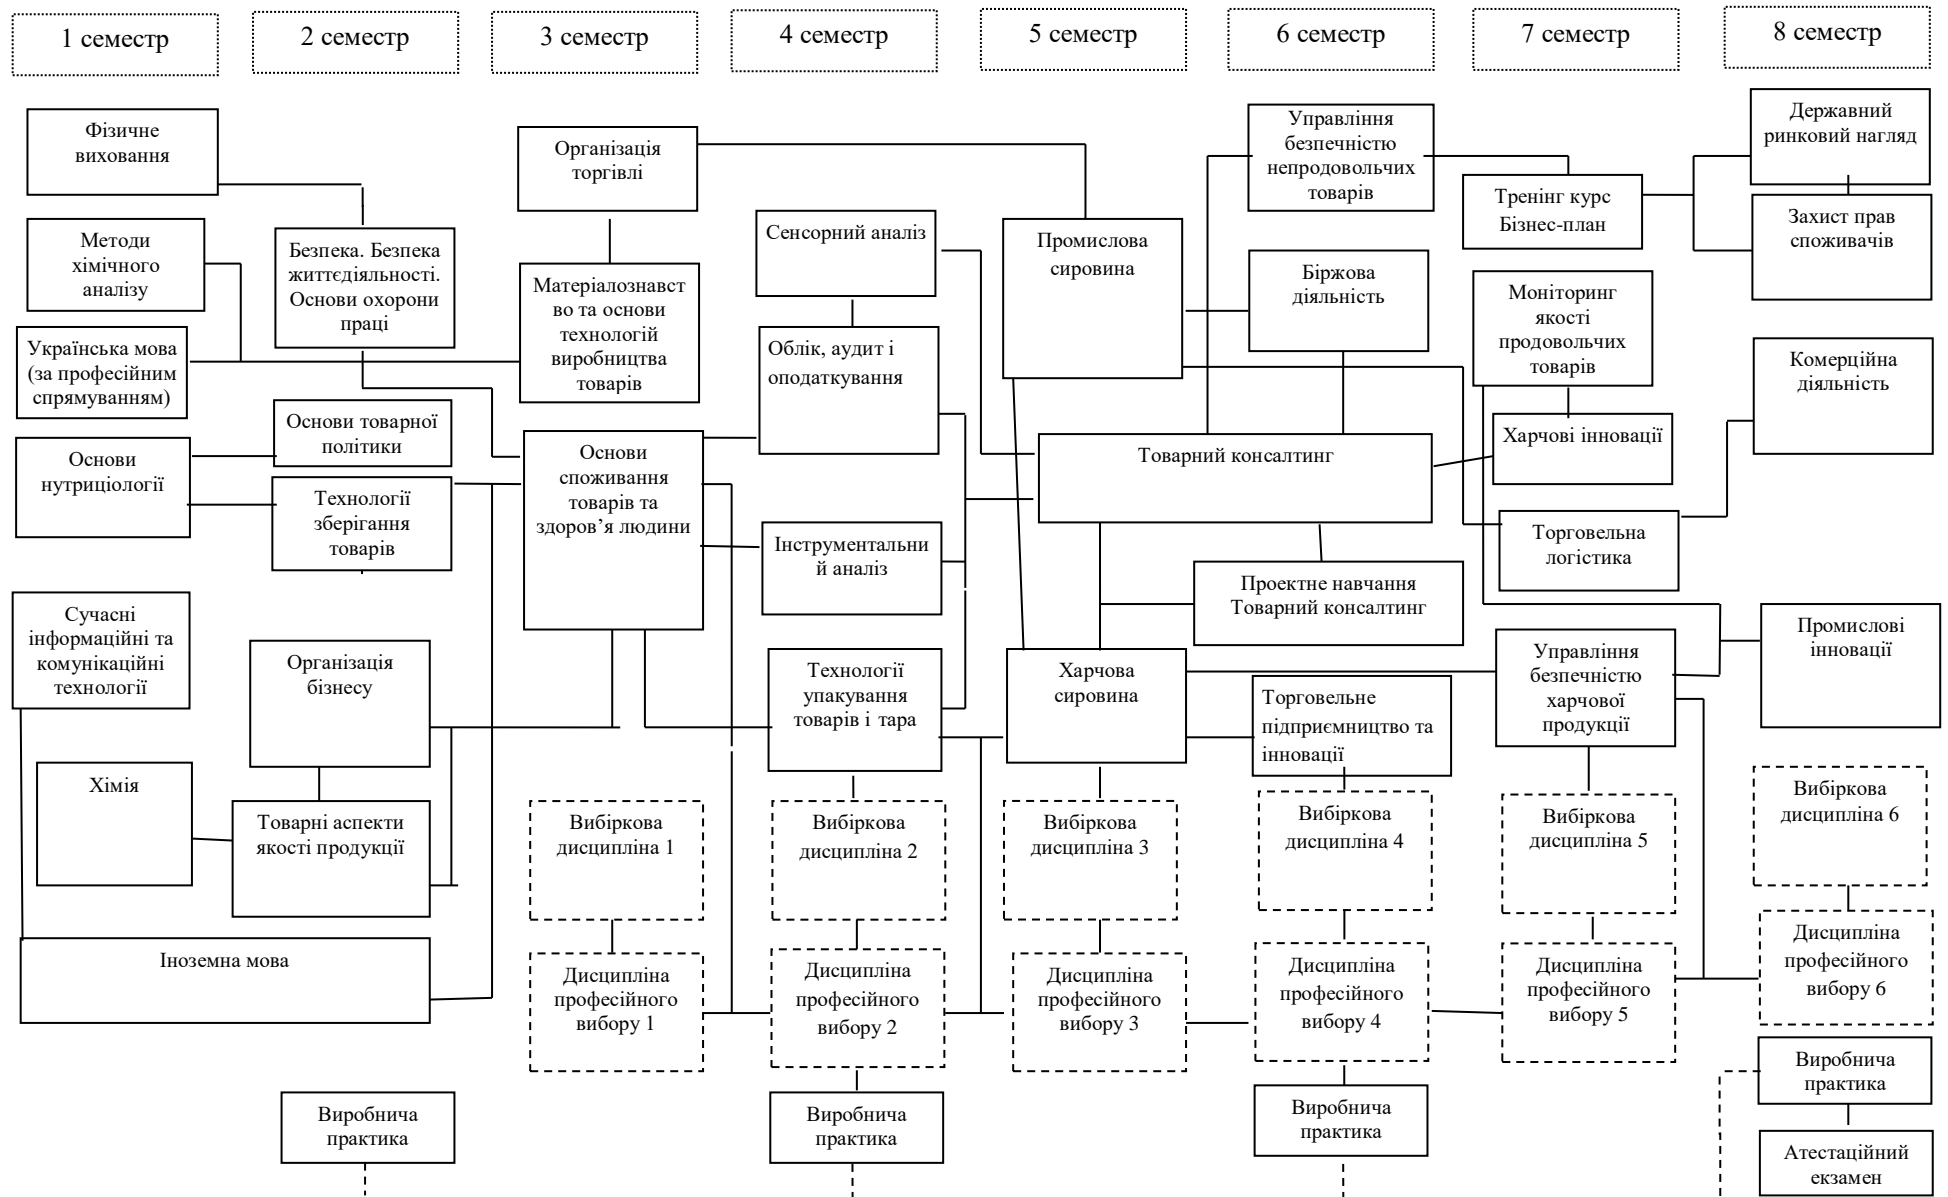 1 семестр
2 семестр
3 семестр
4 семестр
5 семестр
6 семестр
7 семестр
8 семестр
Фізичне
виховання
Методи
хімічного
аналізу
Українська мова
(за професійним
спрямуванням)
Основи
нутриціології
Сучасні
інформаційні та
комунікаційні
технології
Хімія
Іноземна мова
Безпека. Безпека
життєдіяльності.
Основи охорони
праці
Основи товарної
політики
Технології
зберігання
товарів
Організація
бізнесу
Товарні аспекти
якості продукції
Виробнича
практика
Організація
торгівлі
Матеріалознавст
во та основи
технологій
виробництва
товарів
Основи
споживання
товарів та
здоров’я людини
Вибіркова
дисципліна 1
Дисципліна
професійного
вибору 1
Сенсорний аналіз
Облік, аудит і
оподаткування
Інструментальни
й аналіз
Технології
упакування
товарів і тара
Вибіркова
дисципліна 2
Дисципліна
професійного
вибору 2
Виробнича
практика
Промислова
сировина
Товарний консалтинг
Харчова
сировина
Вибіркова
дисципліна 3
Дисципліна
професійного
вибору 3
Управління
безпечністю
непродовольчих
товарів
Біржова
діяльність
Проектне навчання
Товарний консалтинг
Торговельне
підприємництво та
інновації
Вибіркова
дисципліна 4
Дисципліна
професійного
вибору 4
Виробнича
практика
Тренінг курс
Бізнес-план
Моніторинг
якості
продовольчих
товарів
Харчові інновації
Торговельна
логістика
Управління
безпечністю
харчової
продукції
Вибіркова
дисципліна 5
Дисципліна
професійного
вибору 5
Державний
ринковий нагляд
Захист прав
споживачів
Комерційна
діяльність
Промислові
інновації
Вибіркова
дисципліна 6
Дисципліна
професійного
вибору 6
Виробнича
практика
Атестаційний
екзамен